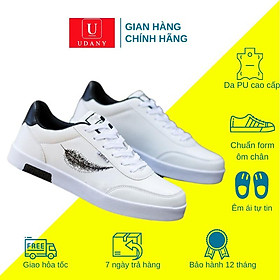 U
UDANY
GIAN HÀNG
CHÍNH HÃNG
Da PU cao cấp
Chuẩn form
ôm chân
Êm ái tự tin
FREE
Giao hỏa tốc
7 ngày trả hàng
Bảo hành 12 tháng